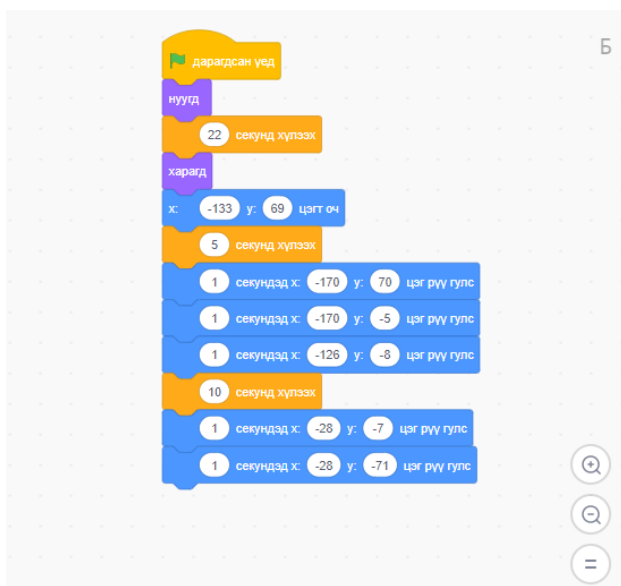 Б
дарагдсан үед
нуугд
22 секунд хүлээх
харагд
x: -133 y: 69 цэгт оч
5 секунд хүлээх
1 секундэд x: -170 y: 70 цэг рүү гулс
1 секундэд x: -170 y: -5 цэг рүү гулс
1 секундэд x: -126 y: -8 цэг рүү гулс
10 секунд хүлээх
1 секундэд x: -28 y: -7 цэг рүү гулс
1 секундэд x: -28 y: -71 цэг рүү гулс